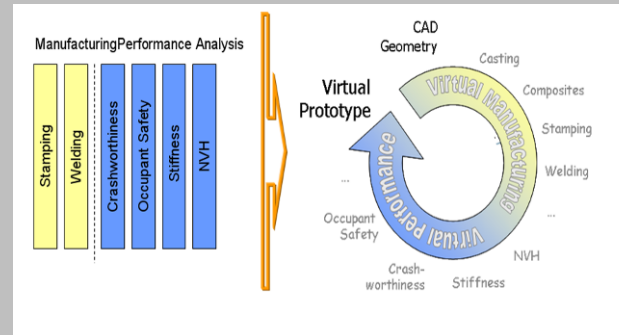 ManufacturingPerformance Analysis
Stamping
Welding
Crashworthiness
Occupant Safety
Stiffness
NVH
CAD
Geometry
Virtual
Prototype
Casting
Composites
Stamping
Welding
...
NVH
Stiffness
Crash-
worthiness
Occupant
Safety
...
Virtual Manufacturing
...
Virtual Performance